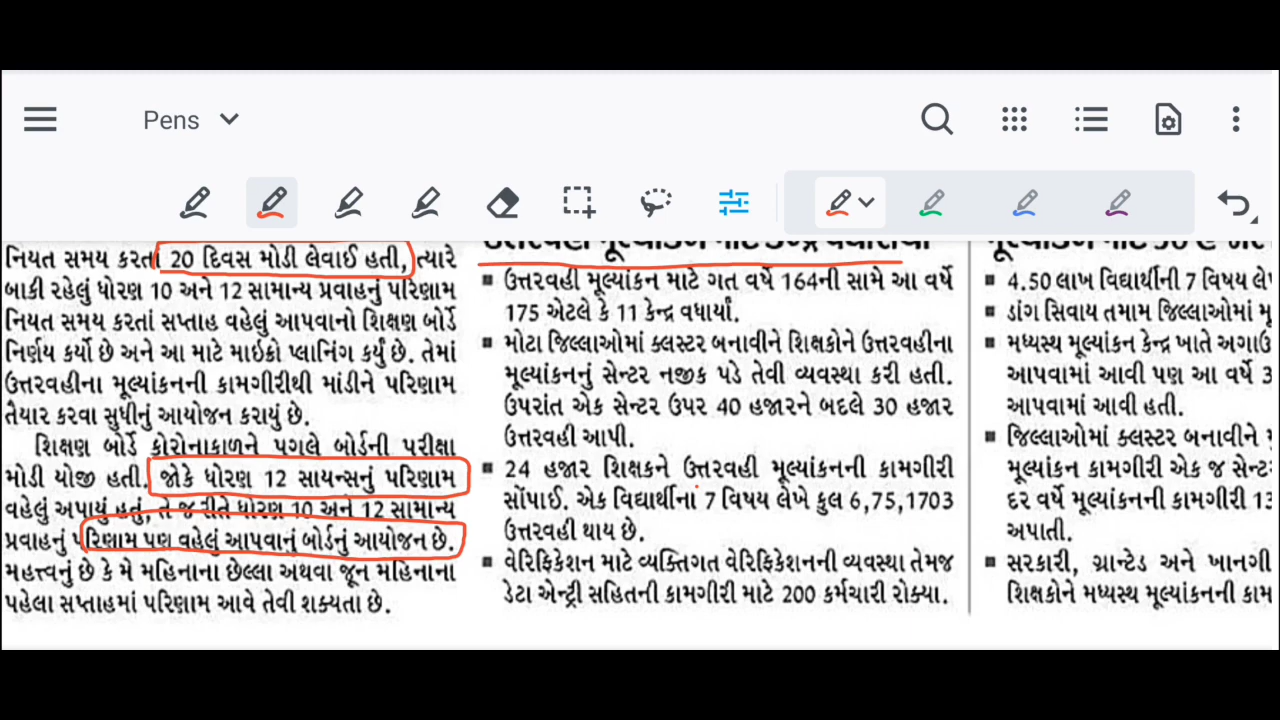 Pens
નિયત સમય કરતાં 20 દિવસ મોડી લેવાઈ હતી, ત્યારે
બાકી રહેલું ધોરણ 10 અને 12 સામાન્ય પ્રવાહનું પરિણામ
નિયત સમય કરતાં સપ્તાહ વહેલું આપવાનો શિક્ષણ બોર્ડે
નિર્ણય કર્યો છે અને આ માટે માઇક્રો પ્લાનિંગ કર્યું છે. તેમાં
ઉત્તરવહીના મૂલ્યાંકનની કામગીરીથી માંડીને પરિણામ
તૈયાર કરવા સુધીનું આયોજન કરાયું છે.
શિક્ષણ બોર્ડે કોરોનાકાળને પગલે બોર્ડની પરીક્ષા
મોડી યોજી હતી. જોકે ધોરણ 12 સાયન્સનું પરિણામ
વહેલું અપાયું હતું, તે જ રીતે ધોરણ 10 અને 12 સામાન્ય
પ્રવાહનું પરિણામ પણ વહેલું આપવાનું બોર્ડનું આયોજન છે.
મહત્ત્વનું છે કે મે મહિનાના છેલ્લા અથવા જૂન મહિનાના
પહેલા સપ્તાહમાં પરિણામ આવે તેવી શક્યતા છે.
ઉત્તરવહી મૂલ્યાંકન માટે કેન્દ્ર વધારાયા
▪ ઉત્તરવહી મૂલ્યાંકન માટે ગત વર્ષે 164ની સામે આ વર્ષે
175 એટલે કે 11 કેન્દ્ર વધાર્યાં.
▪ મોટા જિલ્લાઓમાં ક્લસ્ટર બનાવીને શિક્ષકોને ઉત્તરવહીના
મૂલ્યાંકનનું સેન્ટર નજીક પડે તેવી વ્યવસ્થા કરી હતી.
ઉપરાંત એક સેન્ટર ઉપર 40 હજારને બદલે 30 હજાર
ઉત્તરવહી આપી.
▪ 24 હજાર શિક્ષકને ઉત્તરવહી મૂલ્યાંકનની કામગીરી
સોંપાઈ. એક વિદ્યાર્થીના 7 વિષય લેખે કુલ 6,75,1703
ઉત્તરવહી થાય છે.
▪ વેરિફિકેશન માટે વ્યક્તિગત વેરિફિકેશનની વ્યવસ્થા તેમજ
ડેટા એન્ટ્રી સહિતની કામગીરી માટે 200 કર્મચારી રોક્યા.
મૂલ્યાંકન માટે
▪ 4.50 લાખ વિદ્યાર્થીની 7 વિષય
▪ ડાંગ સિવાય તમામ જિલ્લાઓમાં
▪ મધ્યસ્થ મૂલ્યાંકન કેન્દ્ર ખાતે
આપવામાં આવી પણ આ વર્ષે
આપવામાં આવી હતી.
▪ જિલ્લાઓમાં ક્લસ્ટર બનાવીને
મૂલ્યાંકન કામગીરી એક જ
દર વર્ષે મૂલ્યાંકનની કામગીરી
અપાતી.
▪ સરકારી, ગ્રાન્ટેડ અને
શિક્ષકોને મધ્યસ્થ મૂલ્યાંકનની